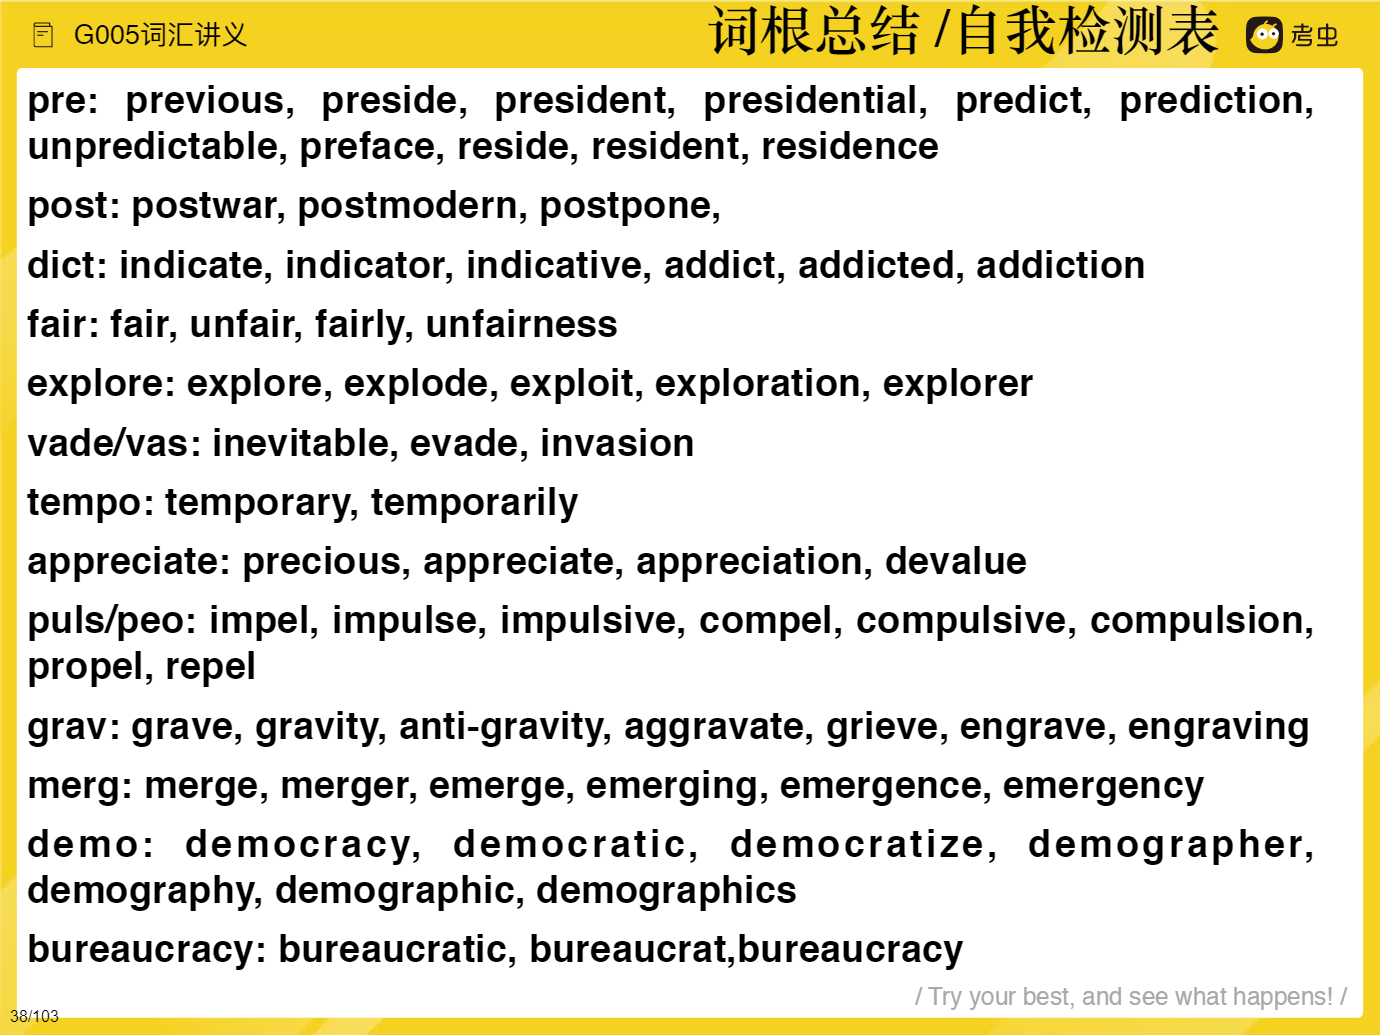 G005词汇讲义
词根总结 /自我检测表
考虫
pre: previous, preside, president, presidential, predict, prediction,
unpredictable, preface, reside, resident, residence
post: postwar, postmodern, postpone,
dict: indicate, indicator, indicative, addict, addicted, addiction
fair: fair, unfair, fairly, unfairness
explore: explore, explode, exploit, exploration, explorer
vade/vas: inevitable, evade, invasion
tempo: temporary, temporarily
appreciate: precious, appreciate, appreciation, devalue
puls/peo: impel, impulse, impulsive, compel, compulsive, compulsion,
propel, repel
grav: grave, gravity, anti-gravity, aggravate, grieve, engrave, engraving
merg: merge, merger, emerge, emerging, emergence, emergency
demo: democracy, democratic, democratize, demographer,
demography, demographic, demographics
bureaucracy: bureaucratic, bureaucrat,bureaucracy
/ Try your best, and see what happens! /
38/103